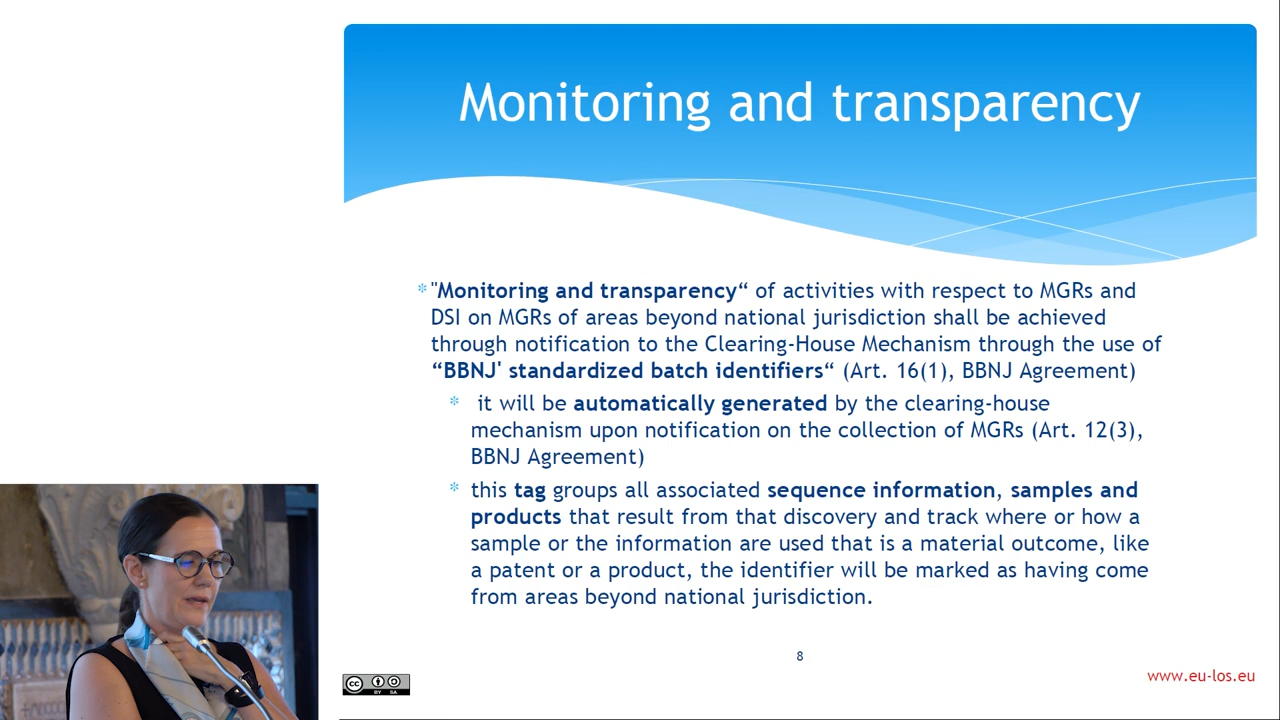 Monitoring and transparency
* "Monitoring and transparency“ of activities with respect to MGRs and
DSI on MGRs of areas beyond national jurisdiction shall be achieved
through notification to the Clearing-House Mechanism through the use of
“BBNJ' standardized batch identifiers“ (Art. 16(1), BBNJ Agreement)
* it will be automatically generated by the clearing-house
mechanism upon notification on the collection of MGRs (Art. 12(3),
BBNJ Agreement)
* this tag groups all associated sequence information, samples and
products that result from that discovery and track where or how a
sample or the information are used that is a material outcome, like
a patent or a product, the identifier will be marked as having come
from areas beyond national jurisdiction.
8
cc BY SA
www.eu-los.eu